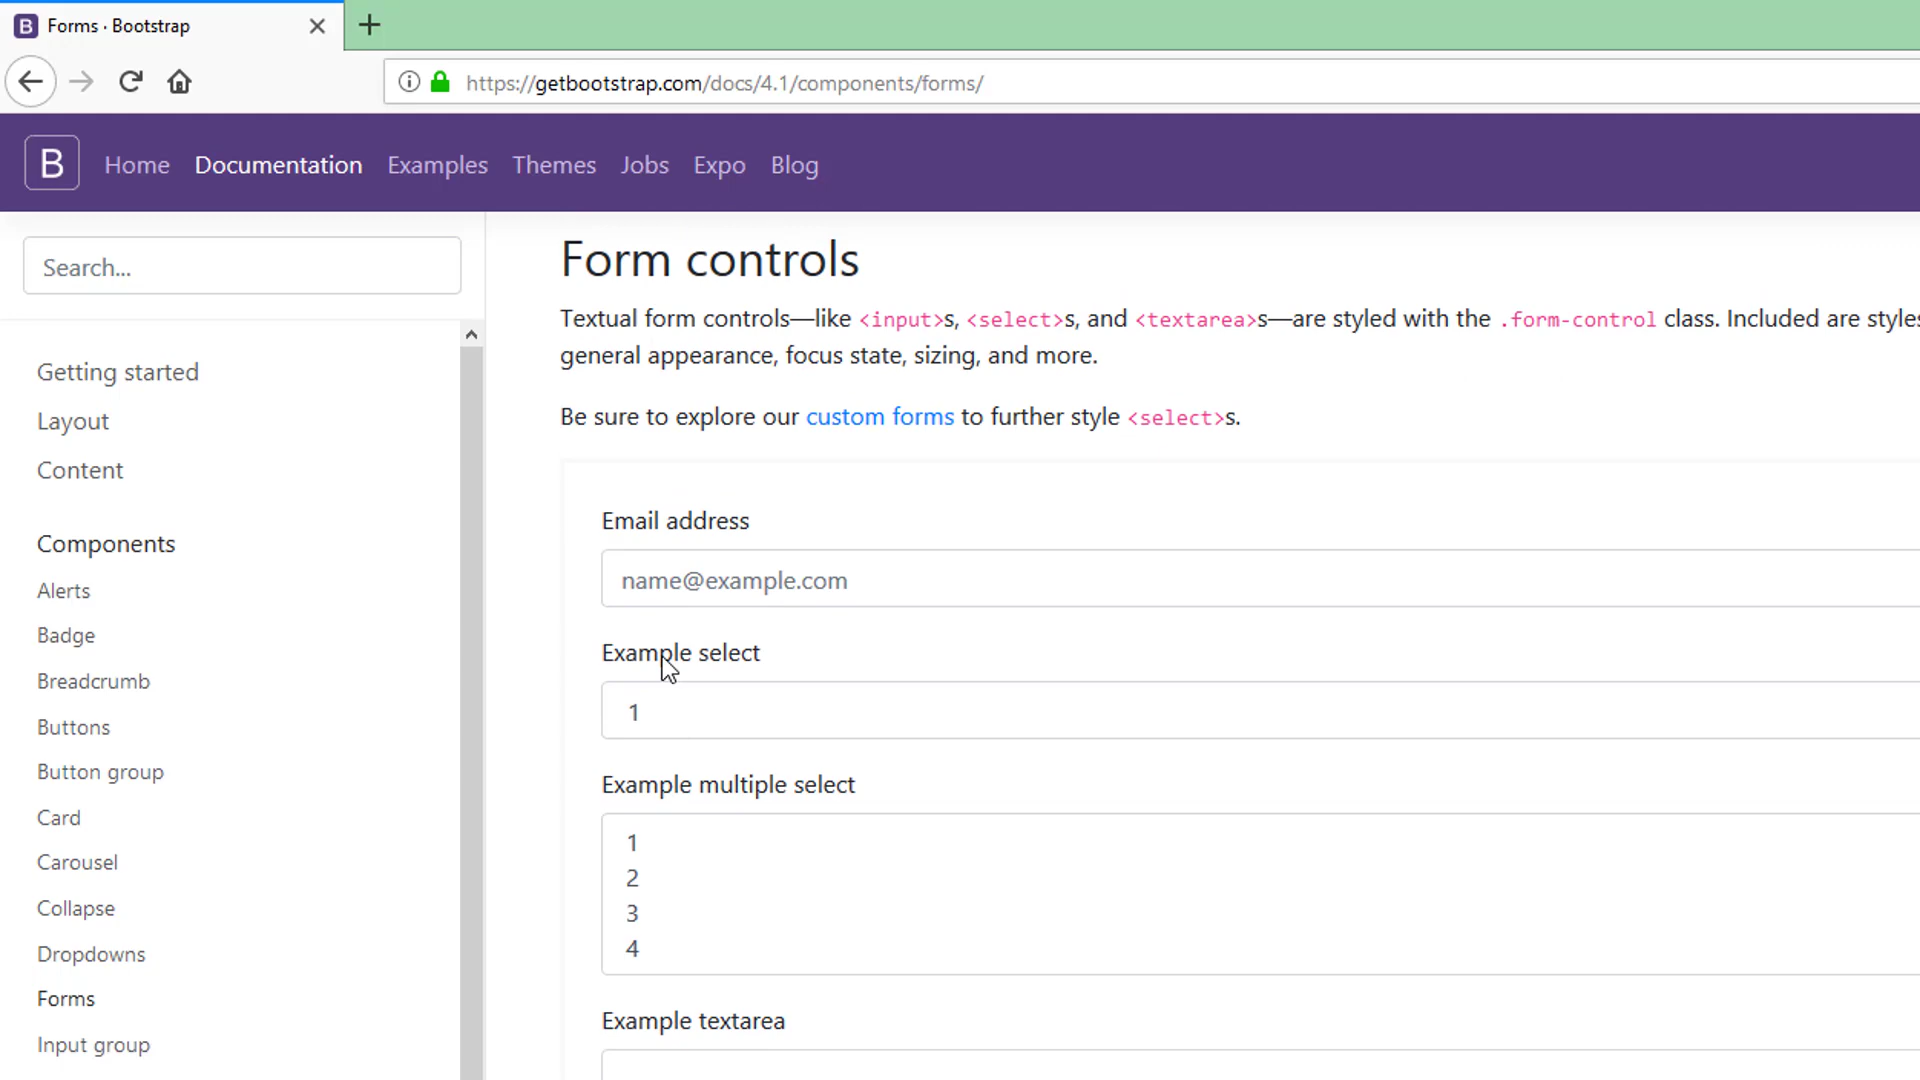 Forms · Bootstrap
https://getbootstrap.com/docs/4.1/components/forms/
B Home Documentation Examples Themes Jobs Expo Blog
Search...
Getting started
Layout
Content
Components
Alerts
Badge
Breadcrumb
Buttons
Button group
Card
Carousel
Collapse
Dropdowns
Forms
Input group
Form controls
Textual form controls—like <input>s, <select>s, and <textarea>s—are styled with the .form-control class. Included are styles
general appearance, focus state, sizing, and more.
Be sure to explore our custom forms to further style <select>s.
Email address
name@example.com
Example select
1
Example multiple select
1
2
3
4
Example textarea